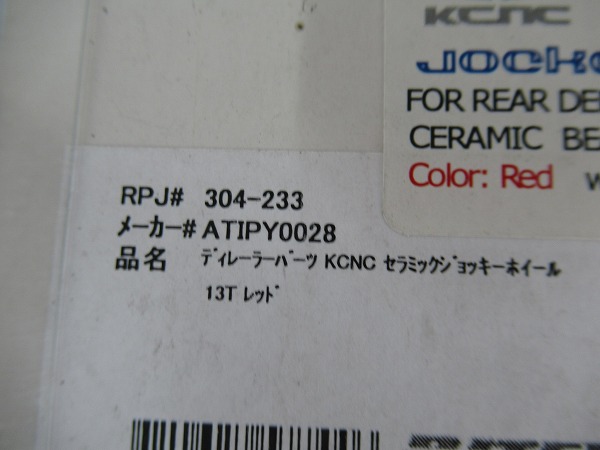 KCNC
FOR REAR
CERAMIC
Color: Red
RPJ# 304-233
メーカー# ATIPY0028
品名 ﾃﾞｨﾚｰﾗｰﾊﾟｰﾂ KCNC ｾﾗﾐｯｸｼﾞｮｯｷｰﾎｲｰﾙ
13T ﾚｯﾄﾞ